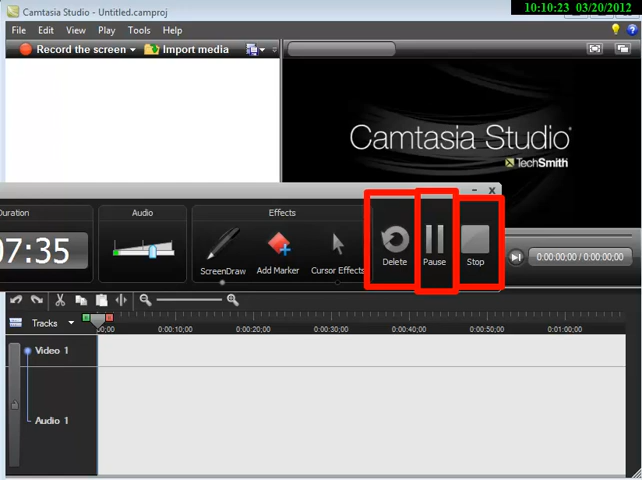 10:10:23 03/20/2012
Camtasia Studio - Untitled.camproj
File Edit View Play Tools Help
Record the screen Import media
Camtasia Studio
TechSmith
Duration Audio Effects
07:35 ScreenDraw Add Marker Cursor Effects Delete Pause Stop
0:00:00;00 / 0:00:00;00
Tracks 00;00 0:00:10;00 0:00:20;00 0:00:30;00 0:00:40;00 0:00:50;00 0:01:00;00
Video 1
Audio 1